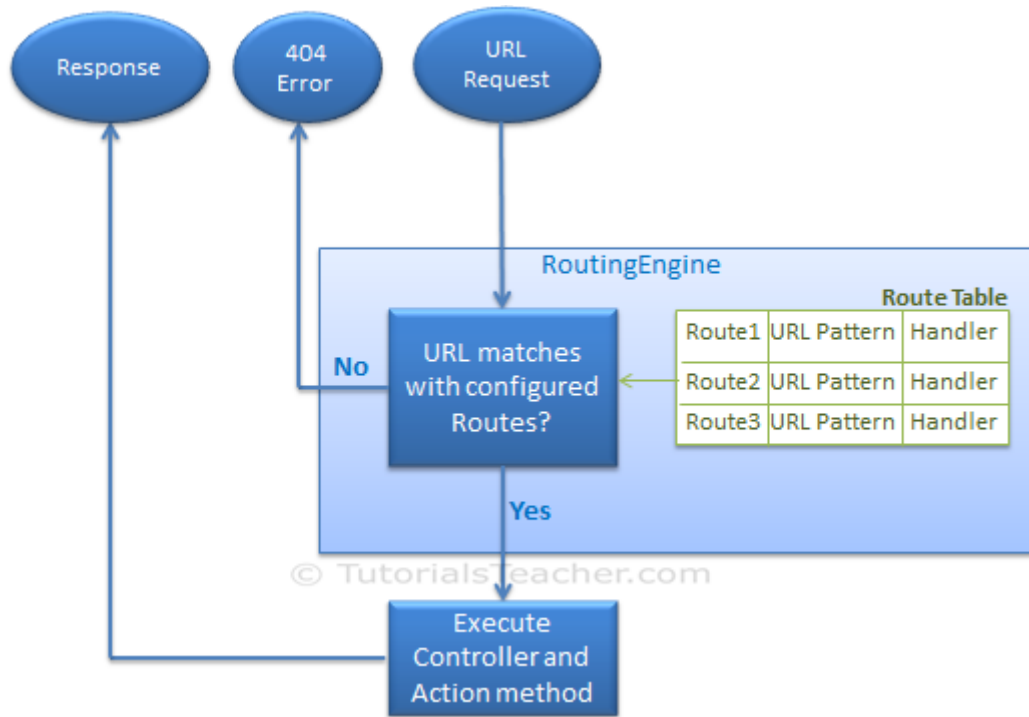 Response
404
Error
URL
Request
RoutingEngine
Route Table
URL matches
with configured
Routes?
No
Route1 URL Pattern Handler
Route2 URL Pattern Handler
Route3 URL Pattern Handler
Yes
© TutorialsTeacher.com
Execute
Controller and
Action method